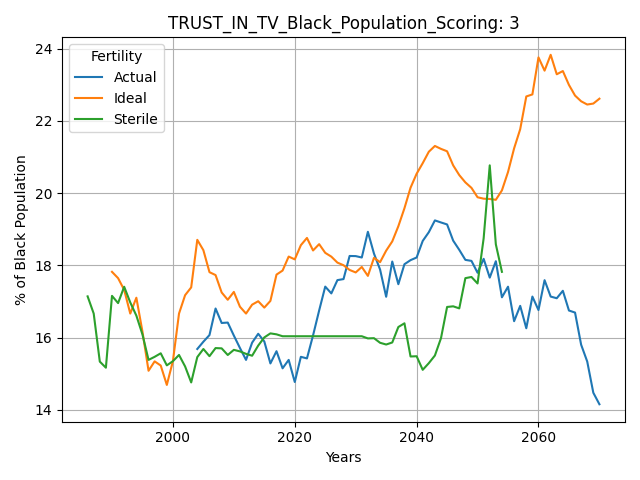 TRUST_IN_TV_Black_Population_Scoring: 3
Fertility
Actual
Ideal
Sterile
% of Black Population
24
22
20
18
16
14
2000
2020
2040
2060
Years